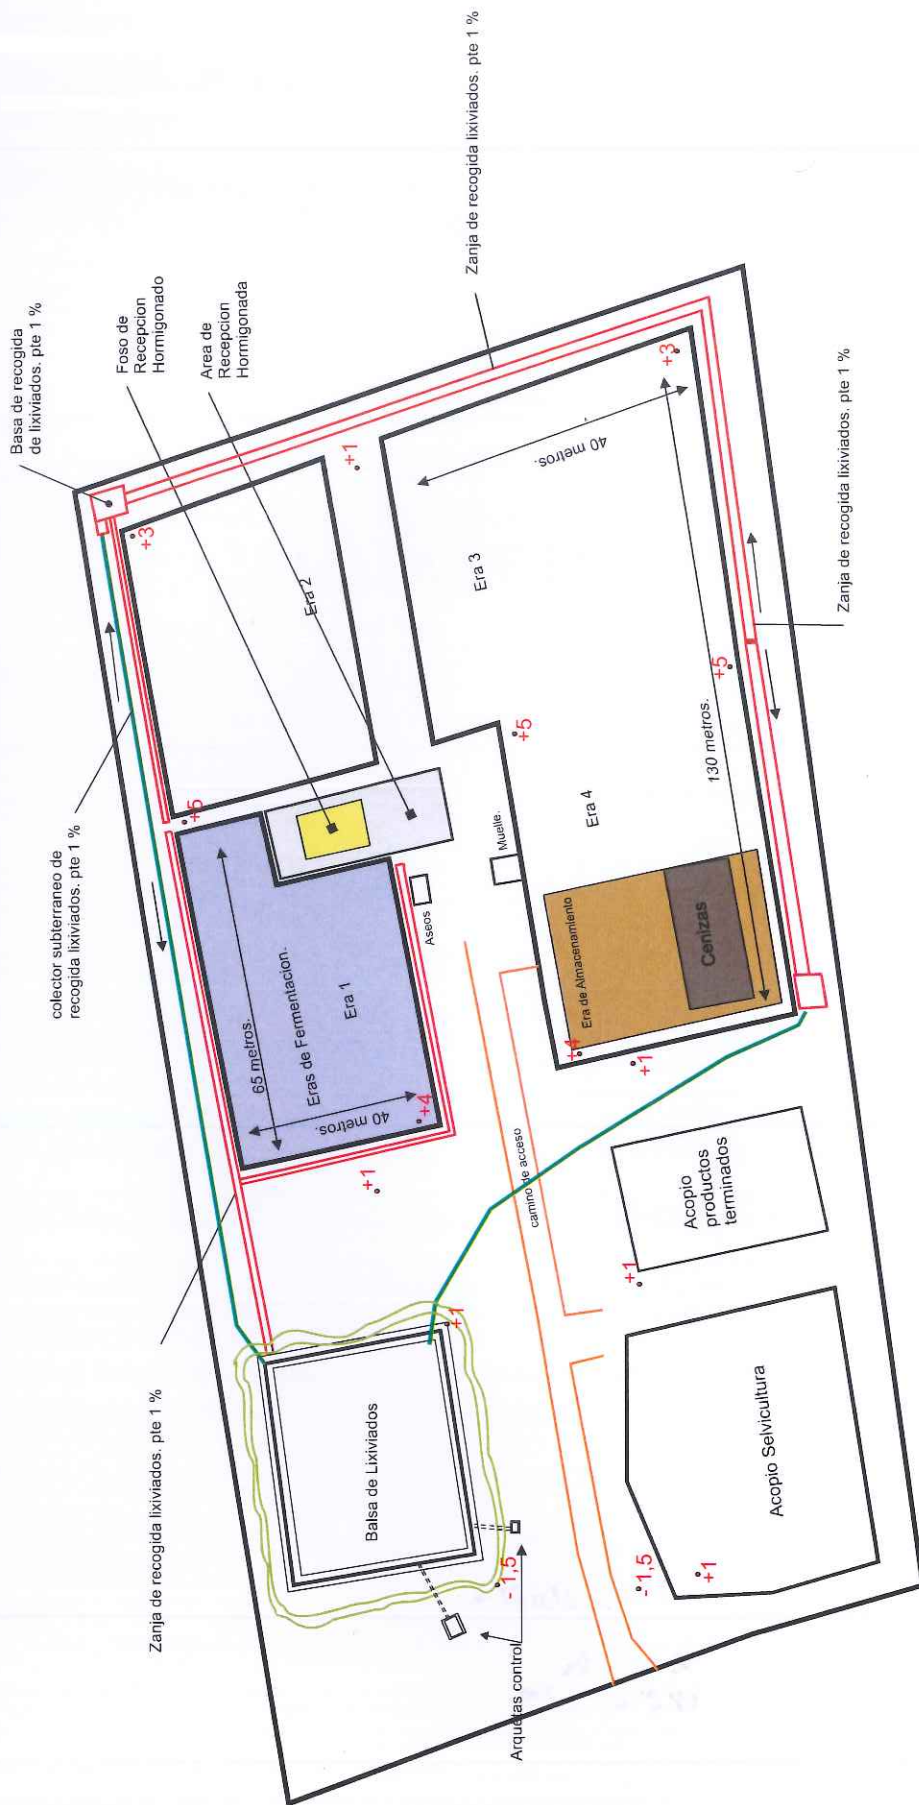 Basa de recogida
de lixiviados. pte 1 %
Foso de
Recepcion
Hormigonado
Area de
Recepcion
Hormigonada
Zanja de recogida lixiviados. pte 1 %
colector subterraneo de
recogida lixiviados. pte 1 %
Zanja de recogida lixiviados. pte 1 %
Zanja de recogida lixiviados. pte 1 %
+3
Era 2
+1
+5
65 metros.
Eras de Fermentacion.
Era 1
40 metros.
+4
+1
Aseos
Muelle.
Era 3
40 metros.
+3
+5
Era 4
+5
130 metros.
Era de Almacenamiento
Cenizas
+4
+1
camino de acceso
Acopio
productos
terminados
+1
Balsa de Lixiviados
+1
-1,5
Arquetas control
Acopio Selvicultura
-1,5
+1